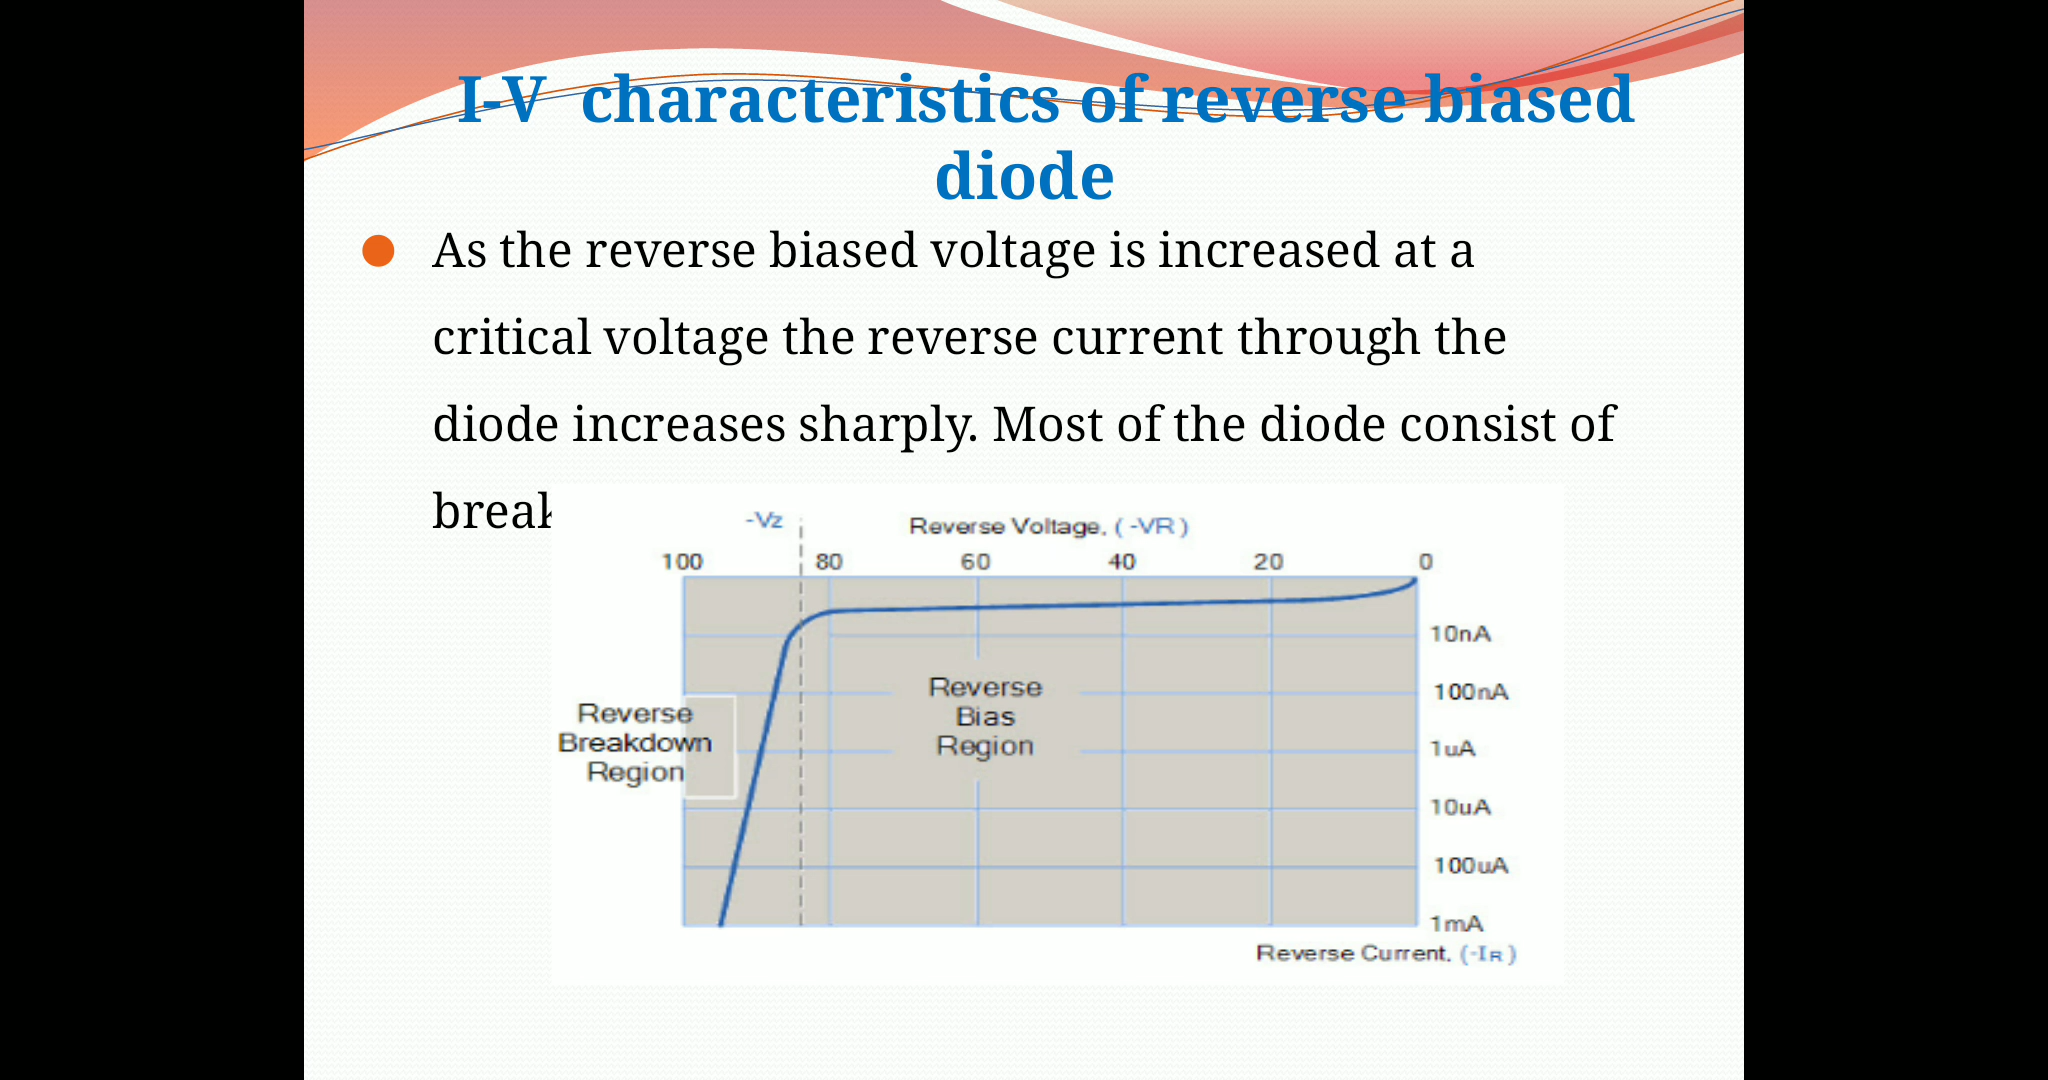 I-V characteristics of reverse biased
diode
As the reverse biased voltage is increased at a
critical voltage the reverse current through the
diode increases sharply. Most of the diode consist of
-Vz
Reverse Voltage, ( -VR )
100 80 60 40 20 0
10nA
Reverse
Bias
Region
100nA
Reverse
Breakdown
Region
1uA
10uA
100uA
1mA
Reverse Current, (-IR )